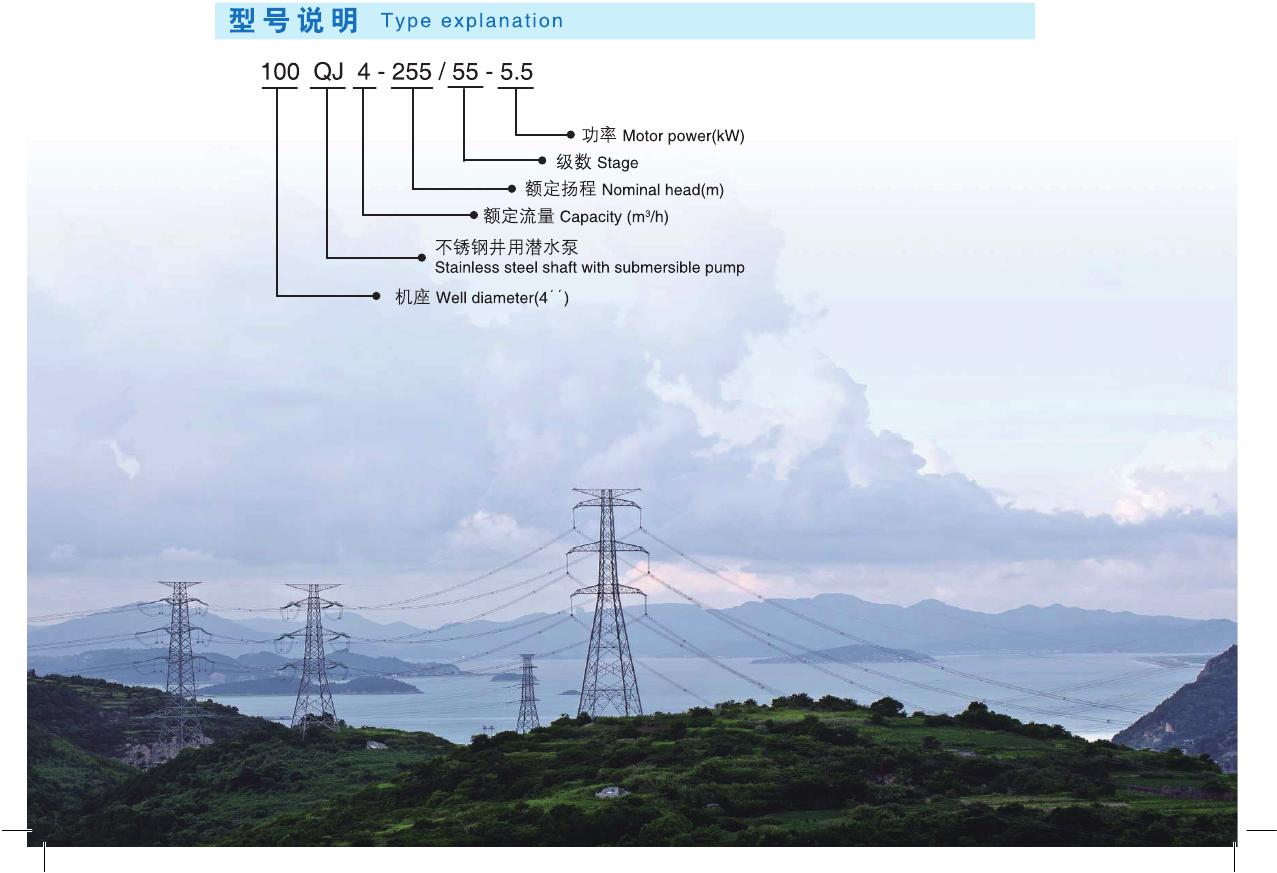 型号说明 Type explanation
100 QJ 4 - 255 / 55 - 5.5
功率 Motor power(kW)
级数 Stage
额定扬程 Nominal head(m)
额定流量 Capacity (m³/h)
不锈钢井用潜水泵
Stainless steel shaft with submersible pump
机座 Well diameter(4´´)